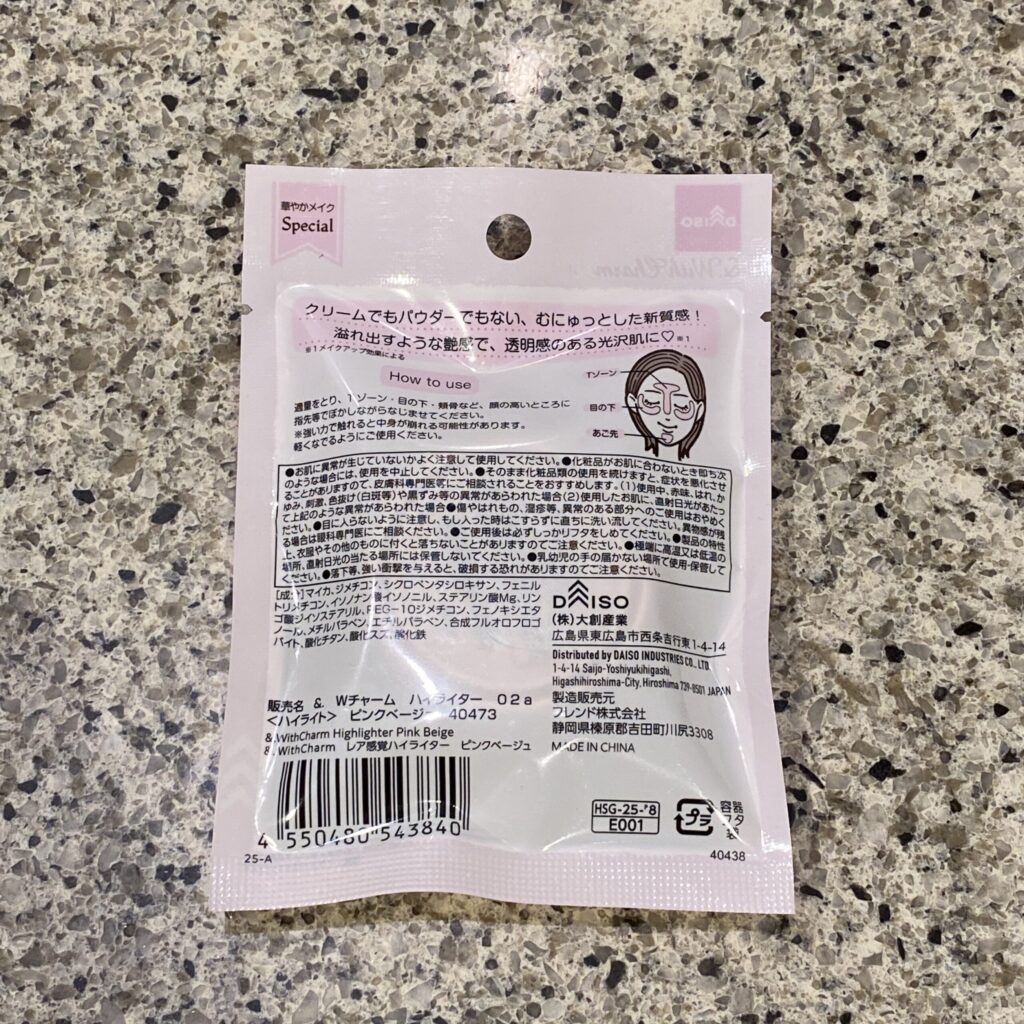 華やかメイク
Special
DAISO
&.WithCharm
クリームでもパウダーでもない、むにゅっとした新質感！
溢れ出すような艶感で、透明感のある光沢肌に♡※1
※1メイクアップ効果による
How to use
適量をとり、Tゾーン・目の下・頬骨など、顔の高いところに
指先等でぼかしながらなじませてください。
※強い力で触れると中身が崩れる可能性があります。
軽くなでるようにご使用ください。
Tゾーン
目の下
あご先
●お肌に異常が生じていないかよく注意して使用してください。●化粧品がお肌に合わないとき即ち次
のような場合には、使用を中止してください。●そのまま化粧品類の使用を続けますと、症状を悪化させ
ることがありますので、皮膚科専門医等にご相談されることをおすすめします。(1)使用中、赤味、はれ、か
ゆみ、刺激、色抜け(白斑等)や黒ずみ等の異常があらわれた場合(2)使用したお肌に、直射日光があたっ
て上記のような異常があらわれた場合●傷やはれもの、湿疹等、異常のある部分へのご使用はおやめく
ださい。●目に入らないように注意し、もし入った時はこすらずに直ちに洗い流してください。異物感が残
る場合は眼科専門医にご相談ください。●ご使用後は必ずしっかりフタをしめてください。●製品の特性
上、衣服やその他のものに付くと落ちないことがありますのでご注意ください。●極端に高温又は低温の
場所、直射日光の当たる場所には保管しないでください。●乳幼児の手の届かない場所で使用・保管して
ください。●落下等、強い衝撃を与えると、破損する恐れがありますのでご注意ください。
[成分]マイカ、ジメチコン、シクロペンタシロキサン、フェニル
トリメチコン、イソノナン酸イソノニル、ステアリン酸Mg、リン
ゴ酸ジイソステアリル、PEG-10ジメチコン、フェノキシエタ
ノール、メチルパラベン、エチルパラベン、合成フルオロフロゴ
パイト、酸化チタン、酸化スズ、酸化鉄
DAISO
(株)大創産業
広島県東広島市西条吉行東1-4-14
Distributed by DAISO INDUSTRIES CO., LTD.
1-4-14 Saijo-Yoshiyukihigashi,
Higashihiroshima-City, Hiroshima 739-8501 JAPAN
製造販売元
フレンド株式会社
静岡県榛原郡吉田町川尻3308
MADE IN CHINA
販売名 &. Wチャーム ハイライター 02a
<ハイライト> ピンクベージュ 40473
&.WithCharm Highlighter Pink Beige
&.WithCharm レア感覚ハイライター ピンクベージュ
4 550480 543840
25-A
HSG-25-*8
E001
プラ
容器
フタ
袋
40438